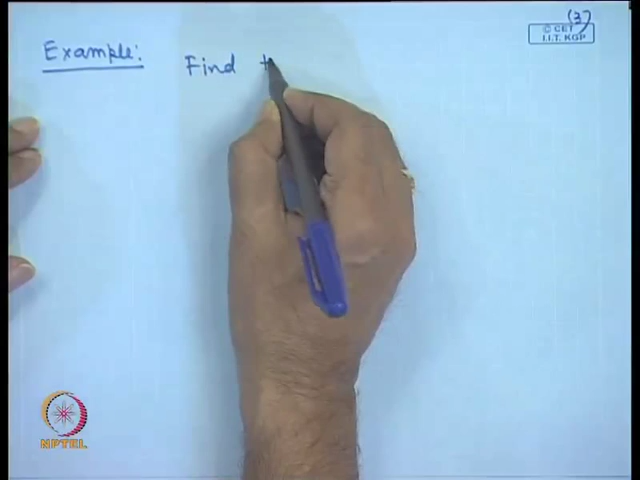 (3)
© CET
I.I.T. KGP
Example: Find t
NPTEL